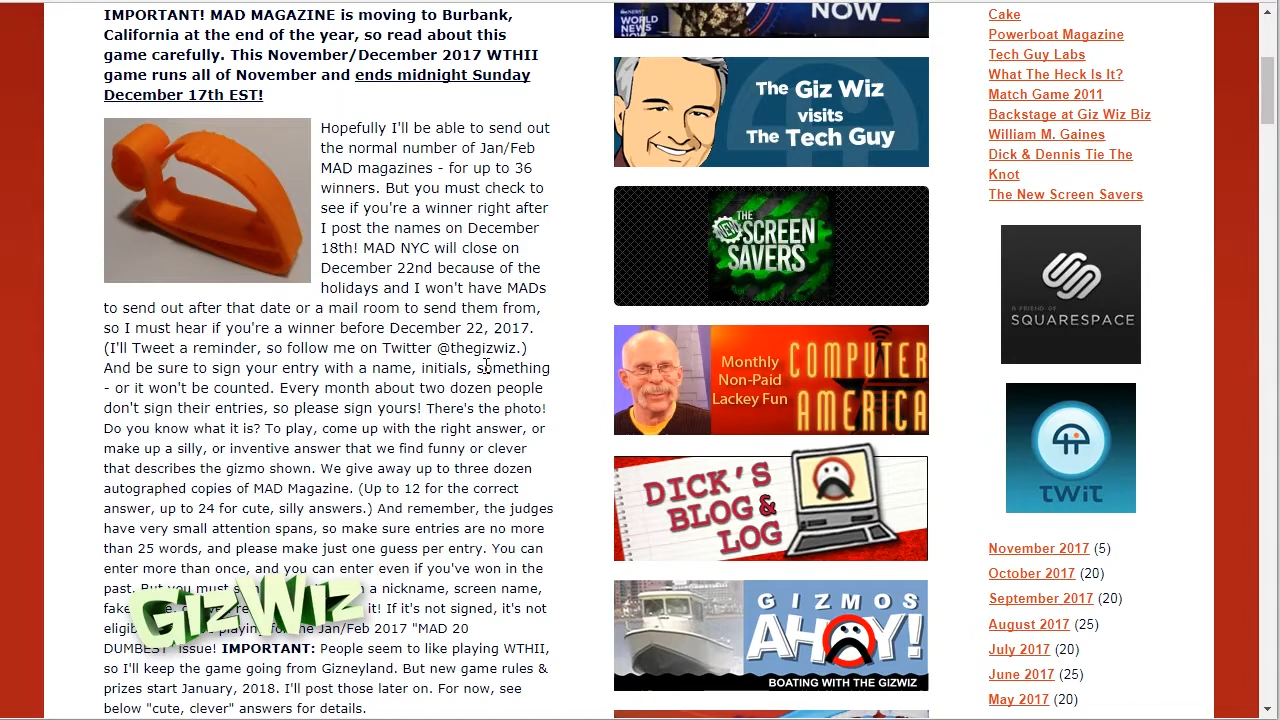 IMPORTANT! MAD MAGAZINE is moving to Burbank,
California at the end of the year, so read about this
game carefully. This November/December 2017 WTHII
game runs all of November and ends midnight Sunday
December 17th EST!
Hopefully I'll be able to send out
the normal number of Jan/Feb
MAD magazines - for up to 36
winners. But you must check to
see if you're a winner right after
I post the names on December
18th! MAD NYC will close on
December 22nd because of the
holidays and I won't have MADs
to send out after that date or a mail room to send them from,
so I must hear if you're a winner before December 22, 2017.
(I'll Tweet a reminder, so follow me on Twitter @thegizwiz.)
And be sure to sign your entry with a name, initials, something
- or it won't be counted. Every month about two dozen people
don't sign their entries, so please sign yours! There's the photo!
Do you know what it is? To play, come up with the right answer, or
make up a silly, or inventive answer that we find funny or clever
that describes the gizmo shown. We give away up to three dozen
autographed copies of MAD Magazine. (Up to 12 for the correct
answer, up to 24 for cute, silly answers.) And remember, the judges
have very small attention spans, so make sure entries are no more
than 25 words, and please make just one guess per entry. You can
enter more than once, and you can enter even if you've won in the
past. But you must a nickname, screen name,
fake it! If it's not signed, it's not
Jan/Feb 2017 "MAD 20
DUMBEST" issue! IMPORTANT: People seem to like playing WTHII,
so I'll keep the game going from Gizneyland. But new game rules &
start January, 2018. I'll post those later on. For now, see
below "cute, clever" answers for details.
GizWiz
WORLD
NEWS
NOW
NOW_
The Giz Wiz
visits
The Tech Guy
THE
NEW
SCREEN
SAVERS
Monthly
Non-Paid
Lackey Fun
COMPUTER
AMERICA
DICK'S
BLOG &
LOG
GIZMOS
AHOY!
BOATING WITH THE GIZWIZ
Cake
Powerboat Magazine
Tech Guy Labs
What The Heck Is It?
Match Game 2011
Backstage at Giz Wiz Biz
William M. Gaines
Dick & Dennis Tie The
Knot
The New Screen Savers
A FRIEND OF
SQUARESPACE
TWiT
November 2017 (5)
October 2017 (20)
September 2017 (20)
August 2017 (25)
July 2017 (20)
June 2017 (25)
May 2017 (20)